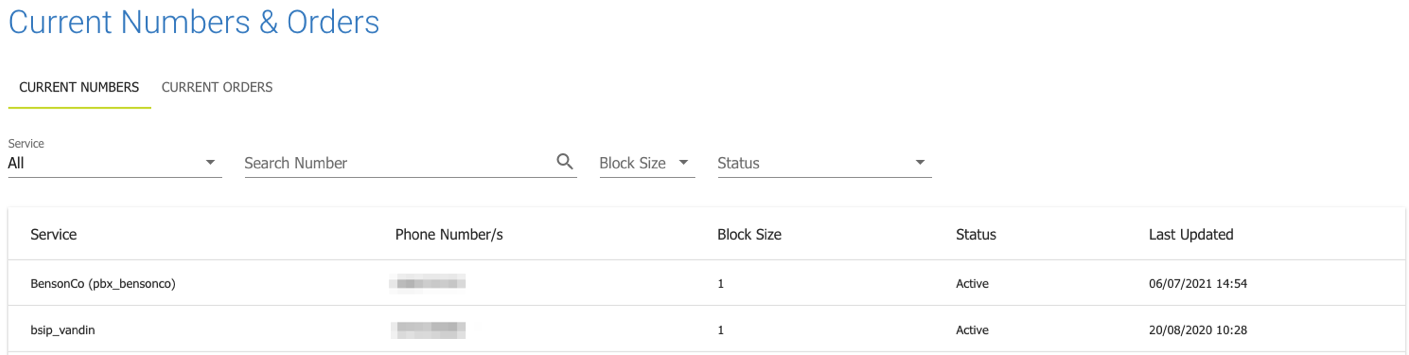 Current Numbers & Orders
CURRENT NUMBERS CURRENT ORDERS
Service
All Search Number Block Size Status
Service Phone Number/s Block Size Status Last Updated
BensonCo (pbx_bensonco) 1 Active 06/07/2021 14:54
bsip_vandin 1 Active 20/08/2020 10:28